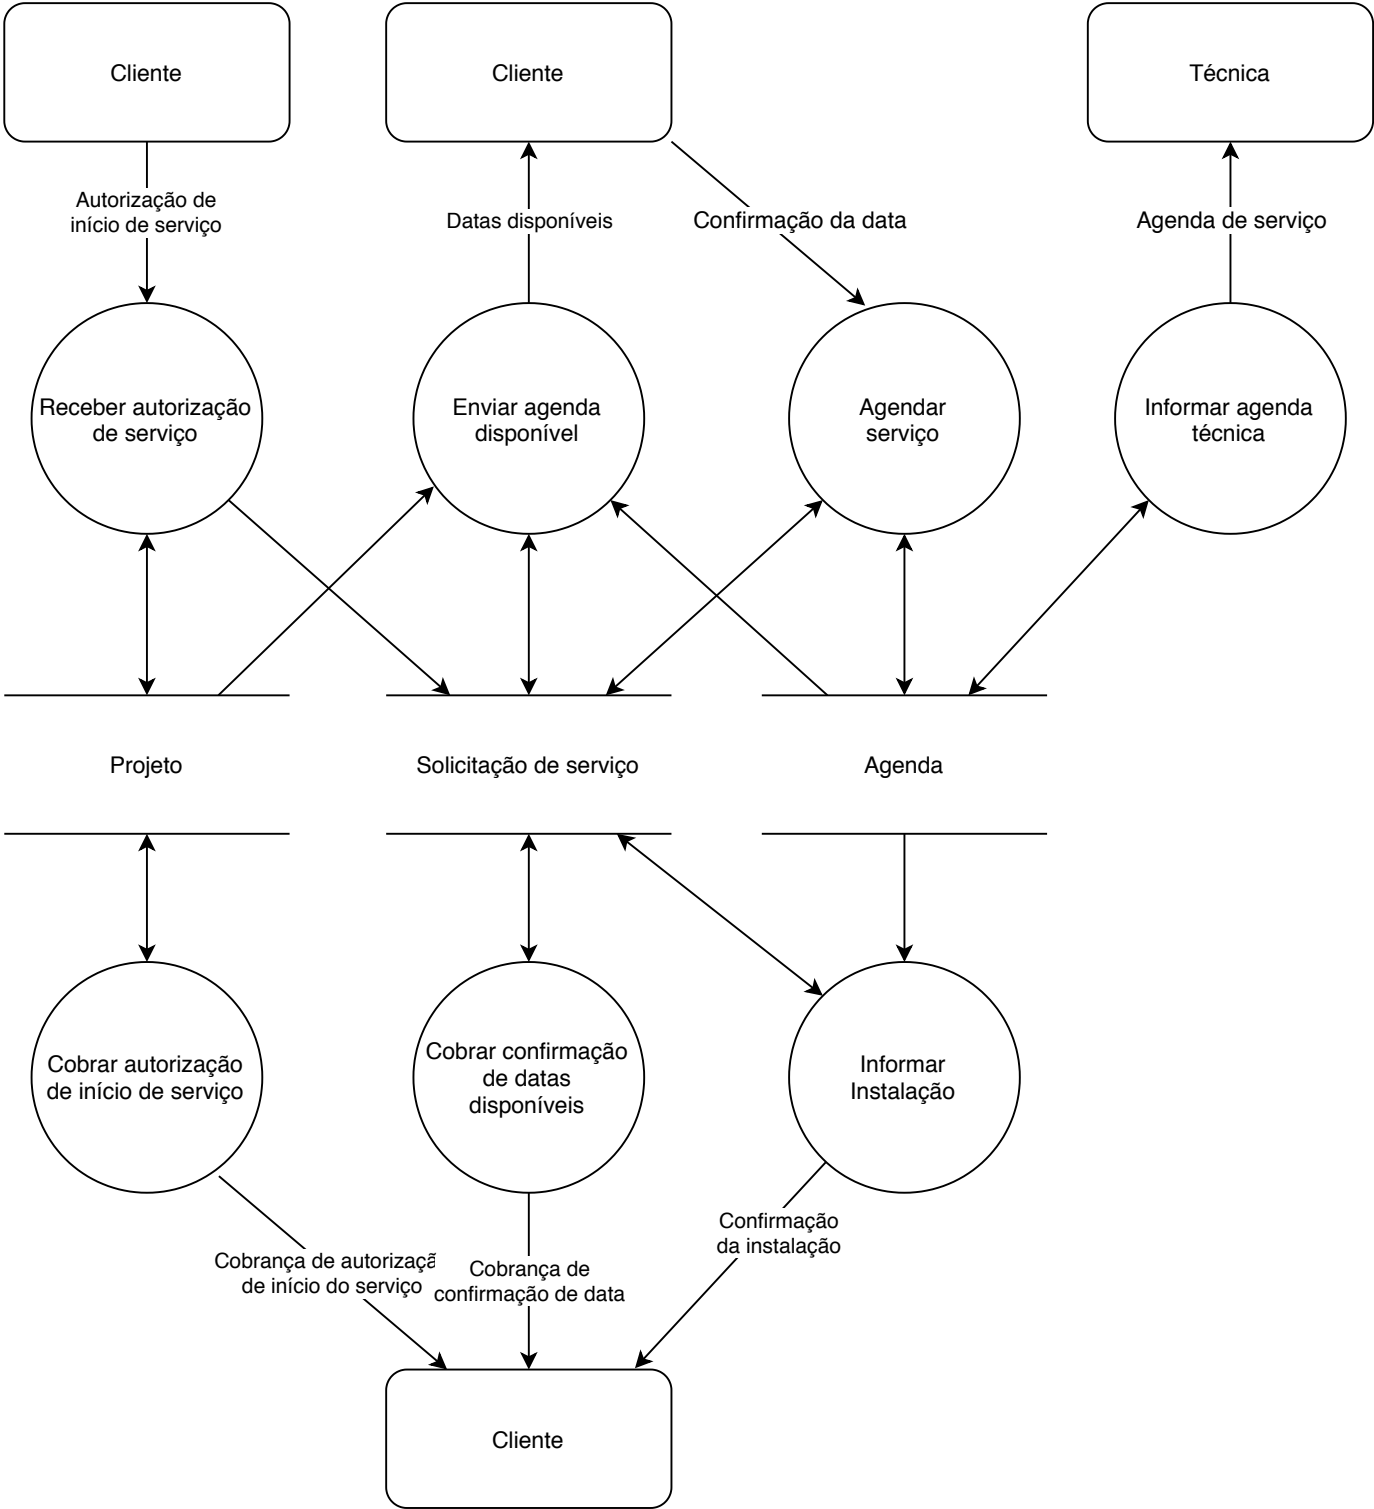 Cliente
Cliente
Técnica
Autorização de
início de serviço
Datas disponíveis
Confirmação da data
Agenda de serviço
Receber autorização
de serviço
Enviar agenda
disponível
Agendar
serviço
Informar agenda
técnica
Projeto
Solicitação de serviço
Agenda
Cobrar autorização
de início de serviço
Cobrar confirmação
de datas
disponíveis
Informar
Instalação
Cobrança de autorizaçã
de início do serviço
Cobrança de
confirmação de data
Confirmação
da instalação
Cliente